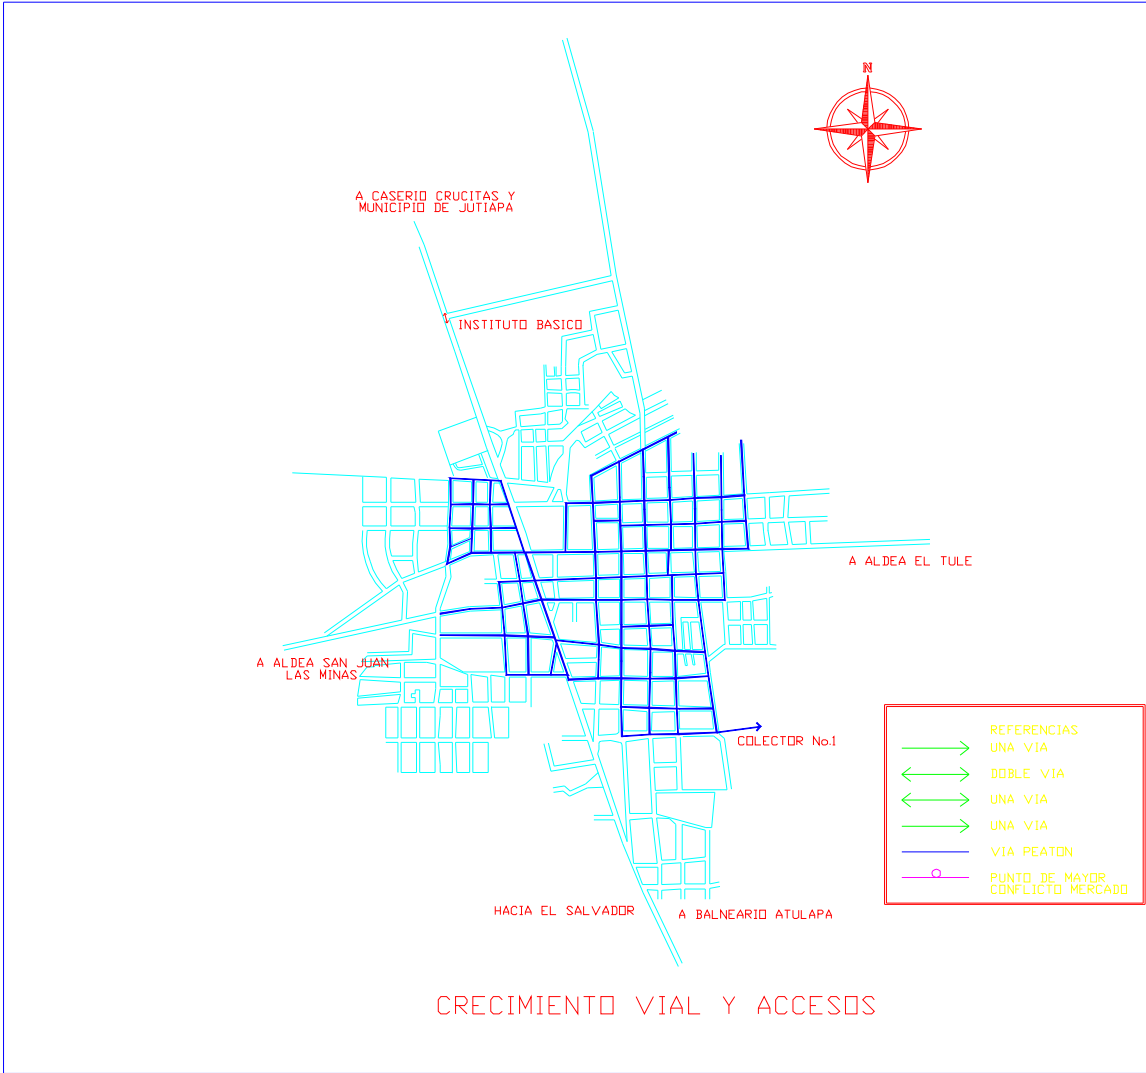 N
A CASERIO CRUCITAS Y
MUNICIPIO DE JUTIAPA
INSTITUTO BASICO
A ALDEA EL TULE
A ALDEA SAN JUAN
LAS MINAS
COLECTOR No.1
REFERENCIAS
UNA VIA
DOBLE VIA
UNA VIA
UNA VIA
VIA PEATON
PUNTO DE MAYOR
CONFLICTO MERCADO
HACIA EL SALVADOR
A BALNEARIO ATULAPA
CRECIMIENTO VIAL Y ACCESOS